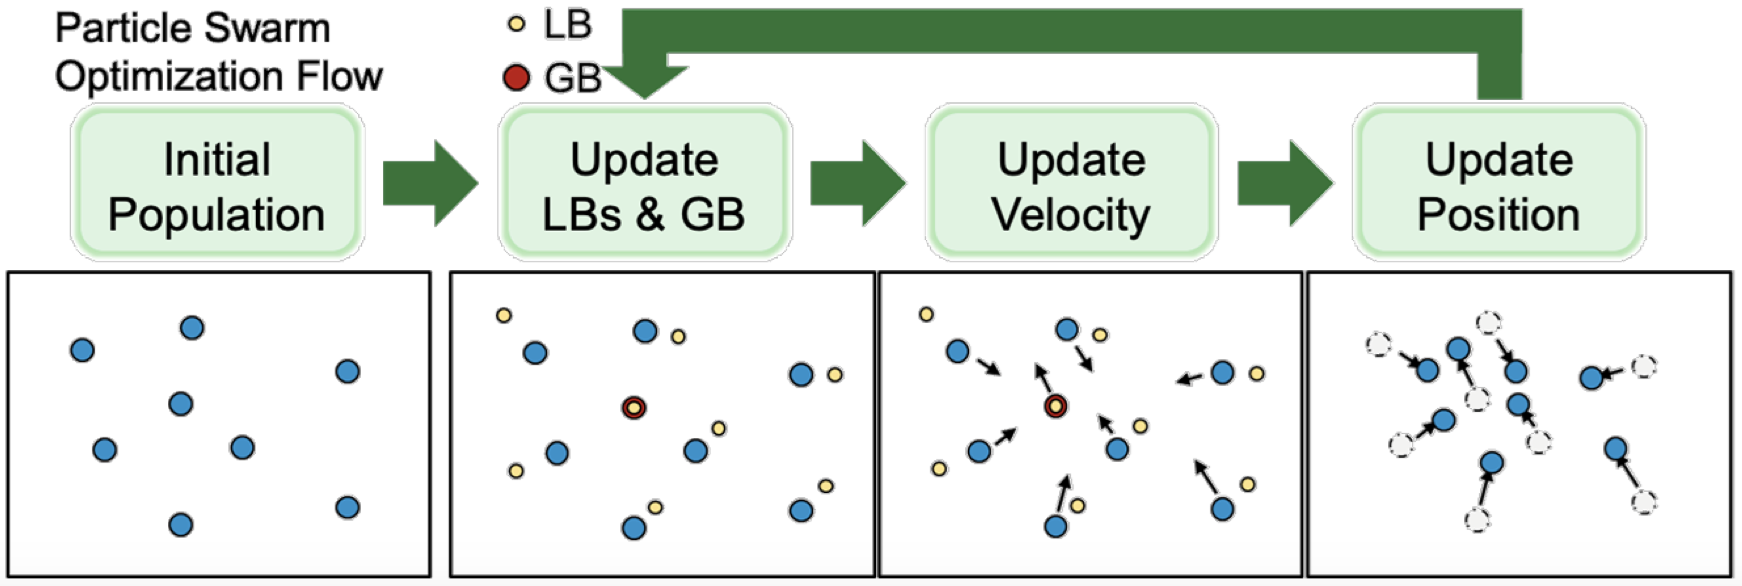 Particle Swarm
Optimization Flow
LB
GB
Initial
Population
Update
LBs & GB
Update
Velocity
Update
Position